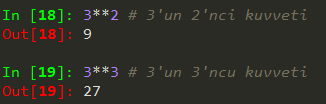 In [18]: 3**2 # 3'un 2'nci kuvveti
Out[18]: 9
In [19]: 3**3 # 3'un 3'ncu kuvveti
Out[19]: 27